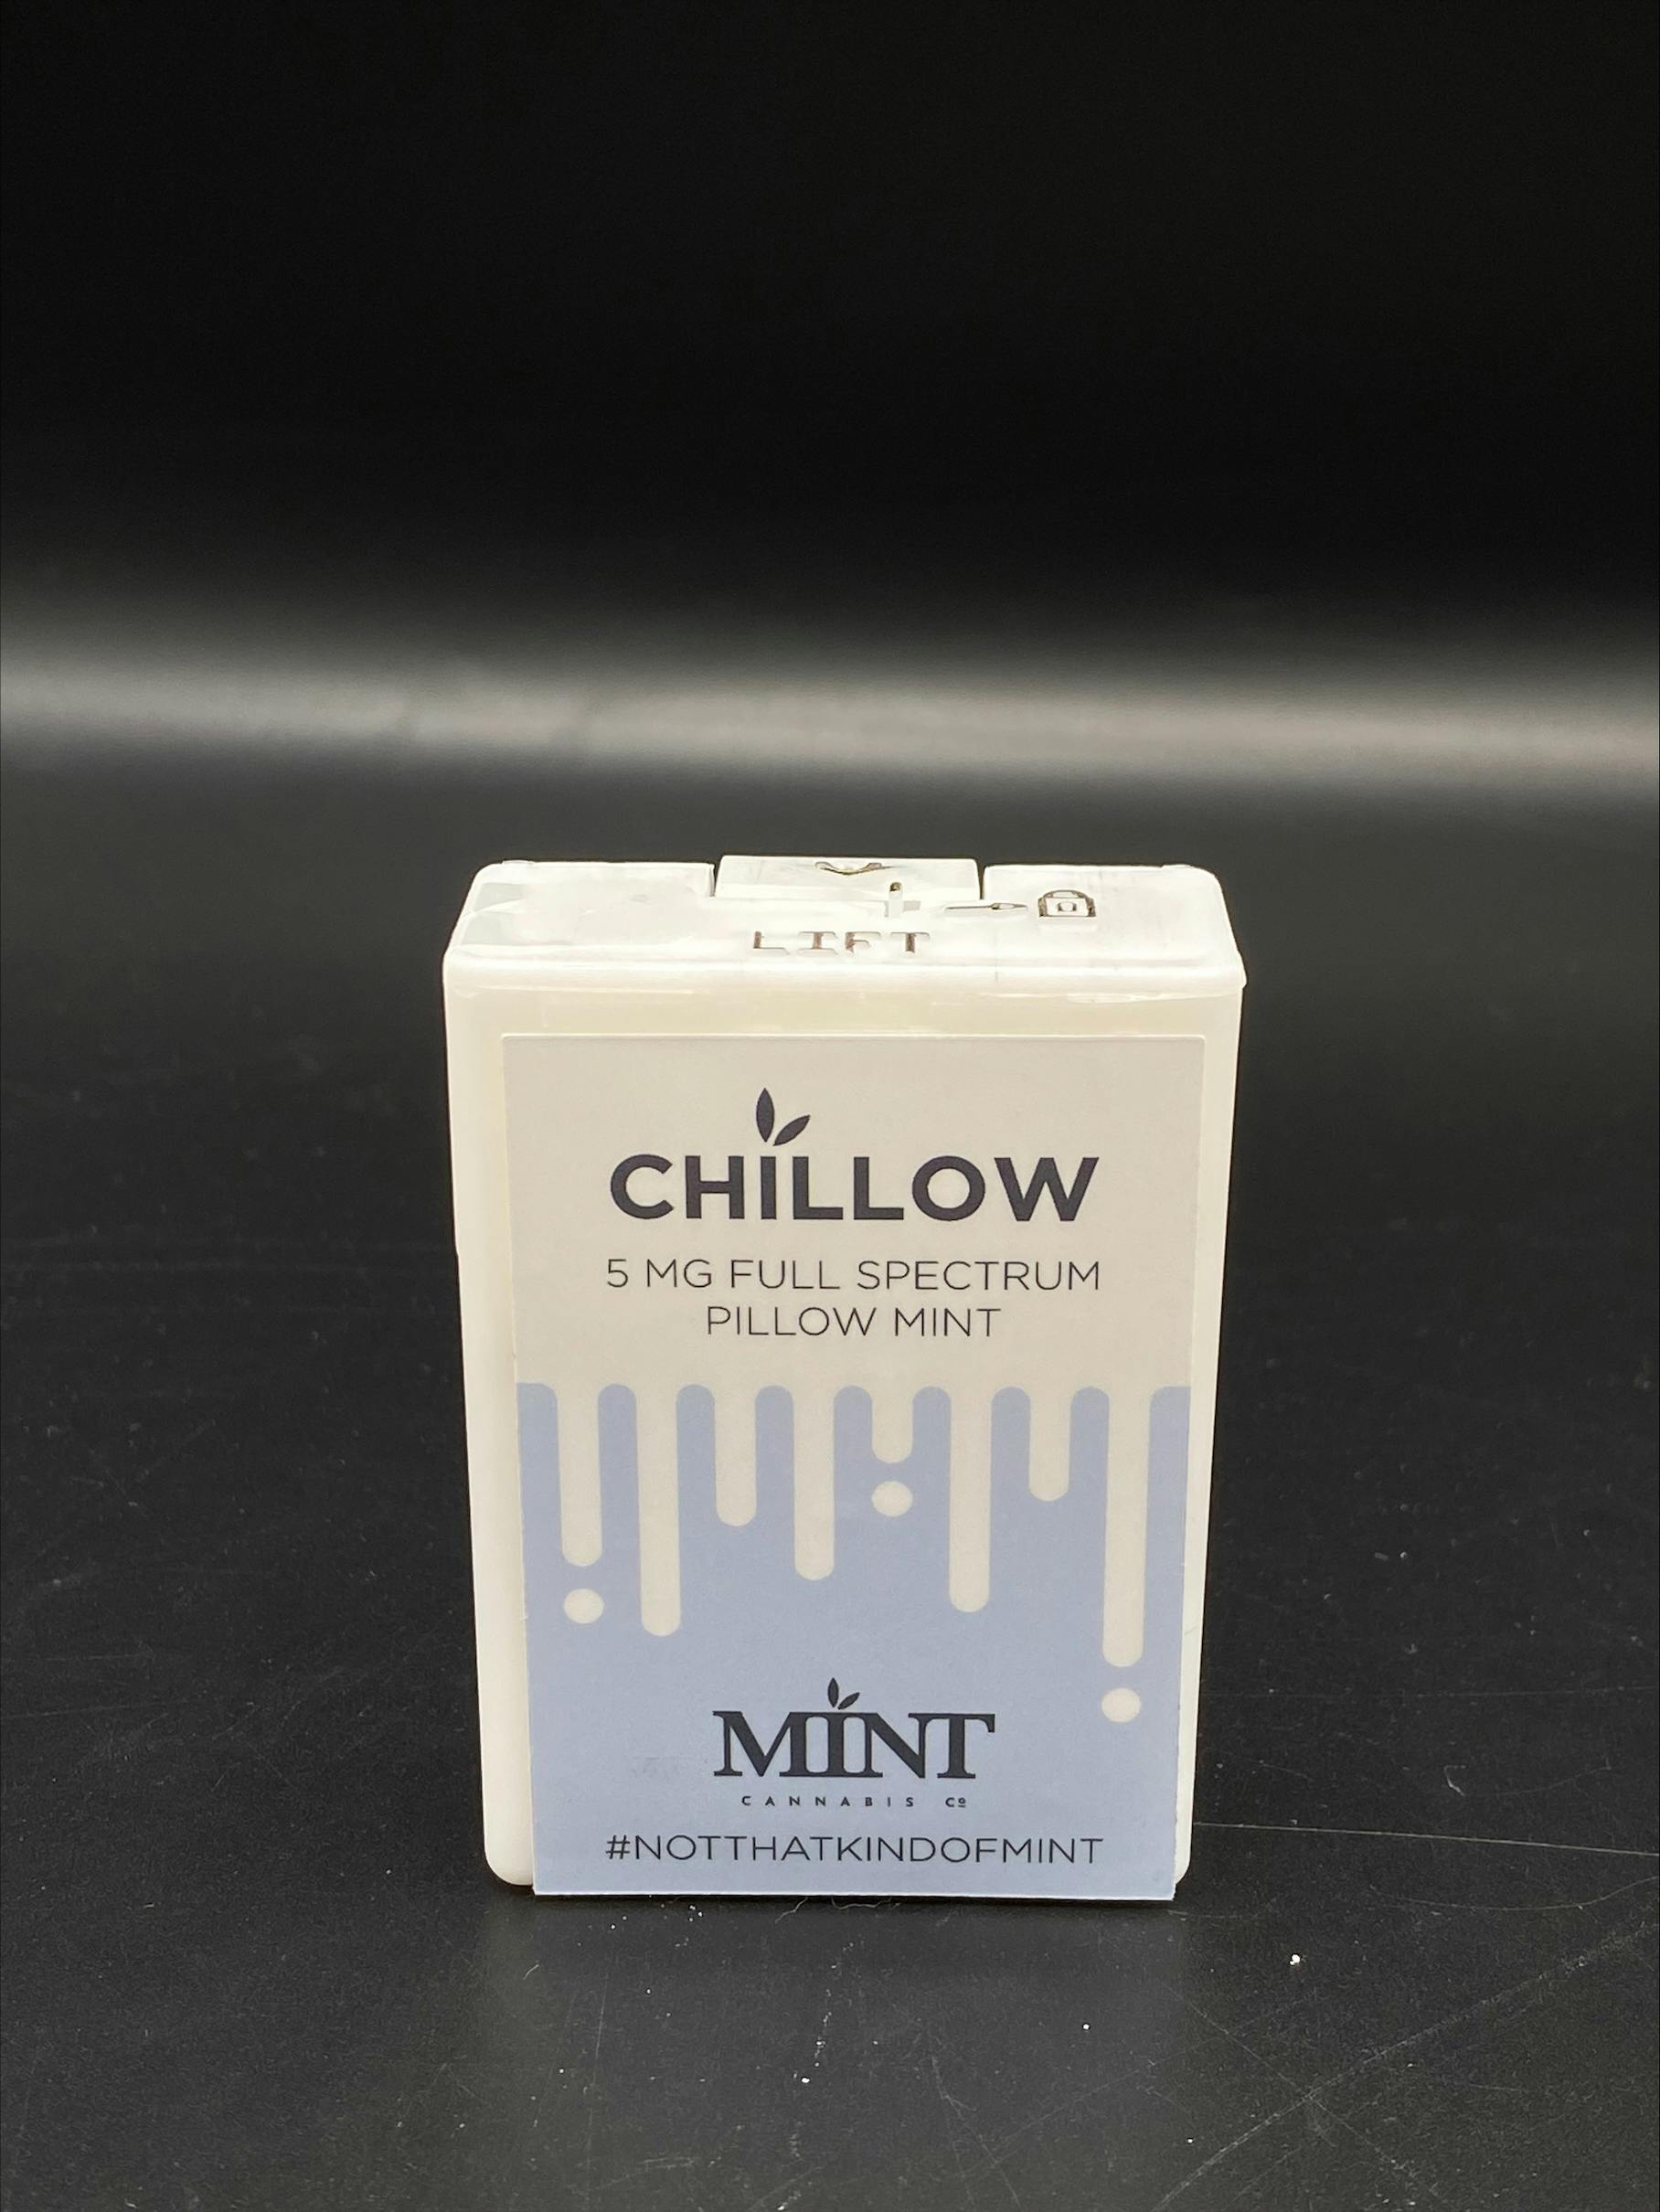 LIFT
CHILLOW
5 MG FULL SPECTRUM
PILLOW MINT
MINT
CANNABIS Cº
#NOTTHATKINDOFMINT